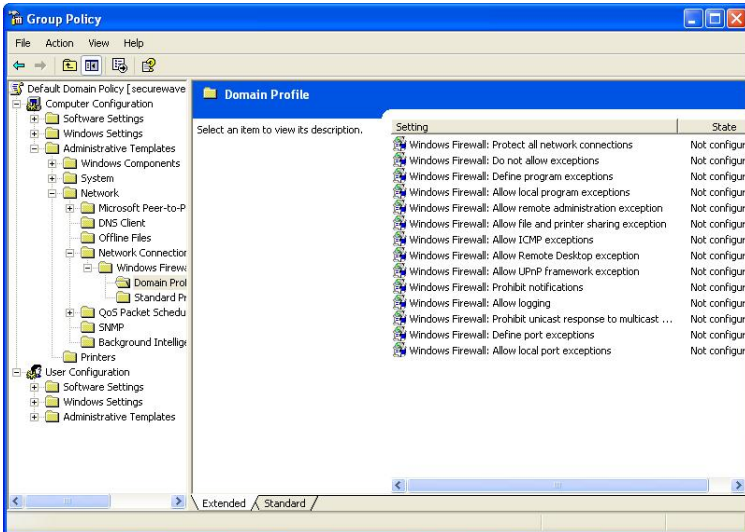 Group Policy
File Action View Help
Default Domain Policy [securewave
Computer Configuration
Software Settings
Windows Settings
Administrative Templates
Windows Components
System
Network
Microsoft Peer-to-P
DNS Client
Offline Files
Network Connection
Windows Firewa
Domain Prof
Standard Pr
QoS Packet Schedu
SNMP
Background Intellige
Printers
User Configuration
Software Settings
Windows Settings
Administrative Templates
Domain Profile
Select an item to view its description.
Setting State
Windows Firewall: Protect all network connections Not configur
Windows Firewall: Do not allow exceptions Not configur
Windows Firewall: Define program exceptions Not configur
Windows Firewall: Allow local program exceptions Not configur
Windows Firewall: Allow remote administration exception Not configur
Windows Firewall: Allow file and printer sharing exception Not configur
Windows Firewall: Allow ICMP exceptions Not configur
Windows Firewall: Allow Remote Desktop exception Not configur
Windows Firewall: Allow UPnP framework exception Not configur
Windows Firewall: Prohibit notifications Not configur
Windows Firewall: Allow logging Not configur
Windows Firewall: Prohibit unicast response to multicast ... Not configur
Windows Firewall: Define port exceptions Not configur
Windows Firewall: Allow local port exceptions Not configur
Extended Standard